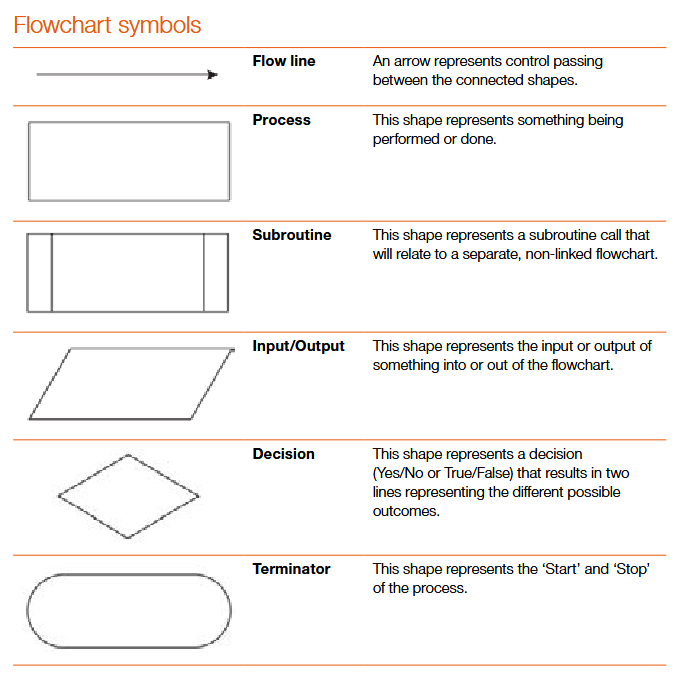 Flowchart symbols
Flow line
An arrow represents control passing
between the connected shapes.
Process
This shape represents something being
performed or done.
Subroutine
This shape represents a subroutine call that
will relate to a separate, non-linked flowchart.
Input/Output
This shape represents the input or output of
something into or out of the flowchart.
Decision
This shape represents a decision
(Yes/No or True/False) that results in two
lines representing the different possible
outcomes.
Terminator
This shape represents the ‘Start’ and ‘Stop’
of the process.